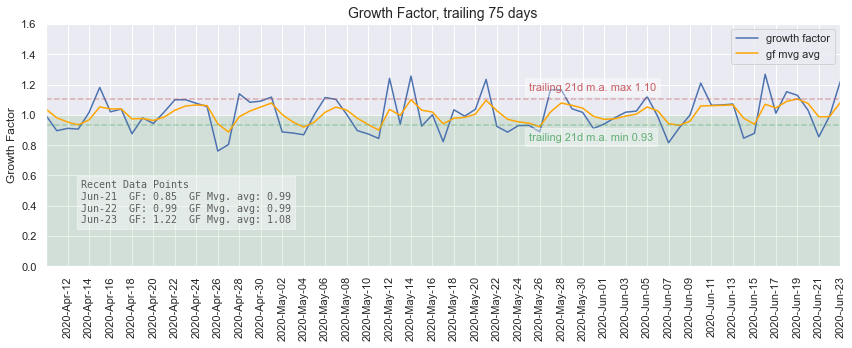 Growth Factor, trailing 75 days
1.6
1.4
1.2
1.0
0.8
0.6
0.4
0.2
0.0
Growth Factor
growth factor
gf mvg avg
trailing 21d m.a. max 1.10
trailing 21d m.a. min 0.93
Recent Data Points
Jun-21  GF: 0.85  GF Mvg. avg: 0.99
Jun-22  GF: 0.99  GF Mvg. avg: 0.99
Jun-23  GF: 1.22  GF Mvg. avg: 1.08
2020-Apr-12
2020-Apr-14
2020-Apr-16
2020-Apr-18
2020-Apr-20
2020-Apr-22
2020-Apr-24
2020-Apr-26
2020-Apr-28
2020-Apr-30
2020-May-02
2020-May-04
2020-May-06
2020-May-08
2020-May-10
2020-May-12
2020-May-14
2020-May-16
2020-May-18
2020-May-20
2020-May-22
2020-May-24
2020-May-26
2020-May-28
2020-May-30
2020-Jun-01
2020-Jun-03
2020-Jun-05
2020-Jun-07
2020-Jun-09
2020-Jun-11
2020-Jun-13
2020-Jun-15
2020-Jun-17
2020-Jun-19
2020-Jun-21
2020-Jun-23